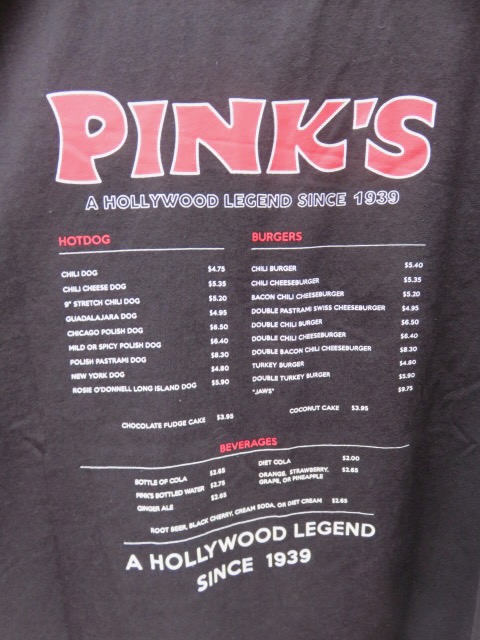 PINK'S
A HOLLYWOOD LEGEND SINCE 1939
HOTDOG
CHILI DOG $4.75
CHILI CHEESE DOG $5.35
9" STRETCH CHILI DOG $5.20
GUADALAJARA DOG $4.95
CHICAGO POLISH DOG $6.50
MILD OR SPICY POLISH DOG $6.40
POLISH PASTRAMI DOG $8.30
NEW YORK DOG $4.80
ROSIE O'DONNELL LONG ISLAND DOG $5.90
CHOCOLATE FUDGE CAKE $3.95
BURGERS
CHILI BURGER $5.40
CHILI CHEESEBURGER $5.35
BACON CHILI CHEESEBURGER $5.20
DOUBLE PASTRAMI SWISS CHEESEBURGER $4.95
DOUBLE CHILI BURGER $6.50
DOUBLE CHILI CHEESEBURGER $6.40
DOUBLE BACON CHILI CHEESEBURGER $8.30
TURKEY BURGER $4.80
DOUBLE TURKEY BURGER $5.90
"JAWS" $9.75
COCONUT CAKE $3.95
BEVERAGES
BOTTLE OF COLA $2.65
PINK'S BOTTLED WATER $2.75
GINGER ALE $2.65
DIET COLA $2.00
ORANGE, STRAWBERRY, $2.65
GRAPE, OR PINEAPPLE
ROOT BEER, BLACK CHERRY, CREAM SODA, OR DIET CREAM $2.65
A HOLLYWOOD LEGEND
SINCE 1939